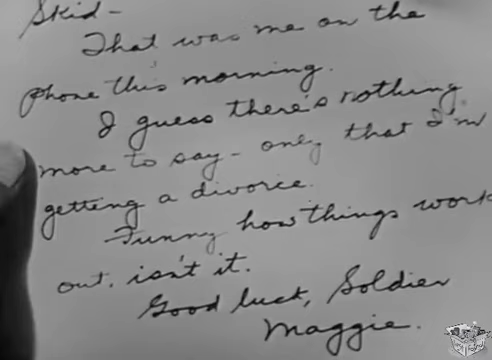 Skid-
That was me on the
phone this morning.
I guess there's nothing
more to say - only that I'm
getting a divorce.
Funny how things work
out, isn't it.
Good luck, Soldier
Maggie.